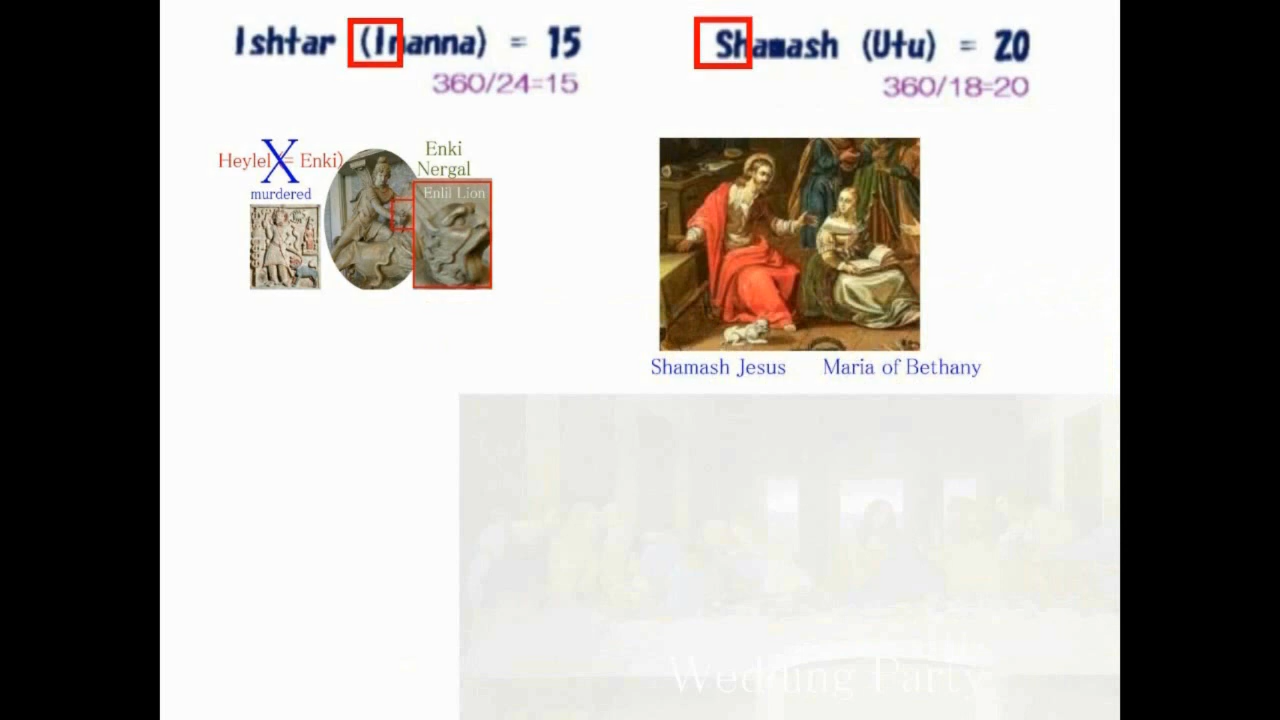 Ishtar (Inanna) = 15
360/24=15
Shamash (Utu) = 20
360/18=20
Heylel (= Enki)
X
murdered
Enki
Nergal
Enlil Lion
Shamash Jesus
Maria of Bethany
Wedding Party